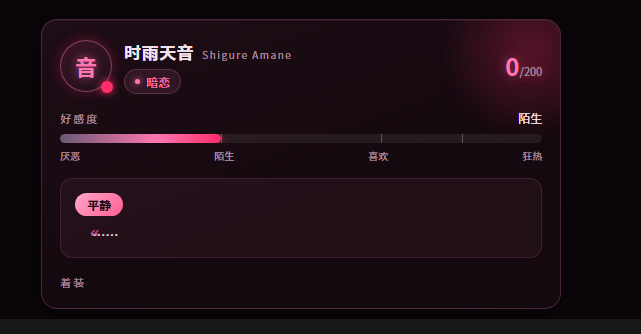 音
时雨天音 Shigure Amane
暗恋
0/200
好感度 陌生
厌恶 陌生 喜欢 狂热
平静
“......
着装